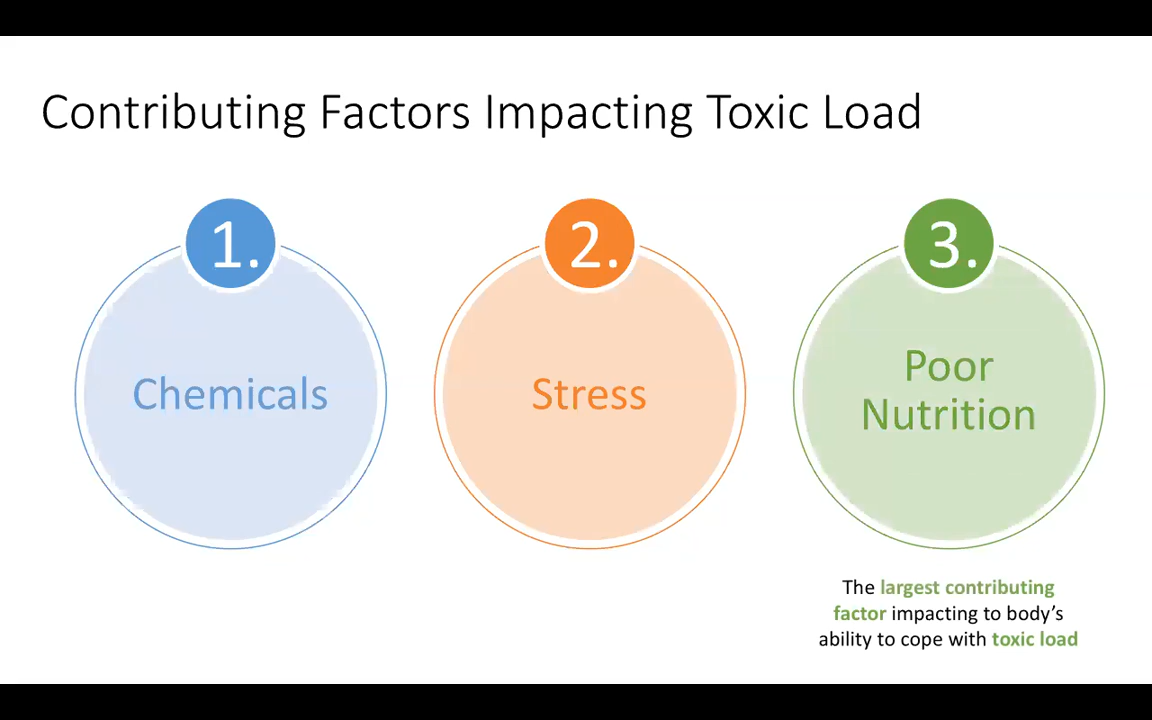 Contributing Factors Impacting Toxic Load
1.
Chemicals
2.
Stress
3.
Poor
Nutrition
The largest contributing
factor impacting to body’s
ability to cope with toxic load